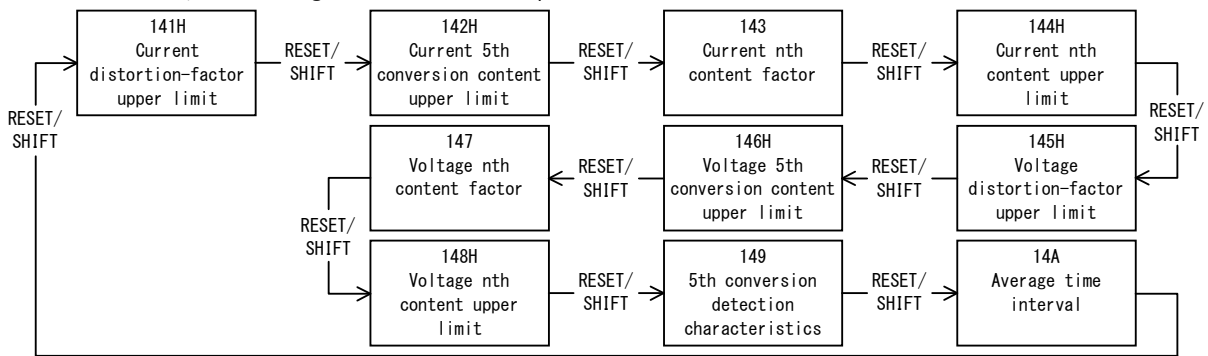 141H
Current
distortion-factor
upper limit
RESET/
SHIFT
142H
Current 5th
conversion content
upper limit
RESET/
SHIFT
143
Current nth
content factor
RESET/
SHIFT
144H
Current nth
content upper
limit
RESET/
SHIFT
RESET/
SHIFT
145H
Voltage
distortion-factor
upper limit
RESET/
SHIFT
146H
Voltage 5th
conversion content
upper limit
RESET/
SHIFT
147
Voltage nth
content factor
RESET/
SHIFT
148H
Voltage nth
content upper
limit
RESET/
SHIFT
149
5th conversion
detection
characteristics
RESET/
SHIFT
14A
Average time
interval